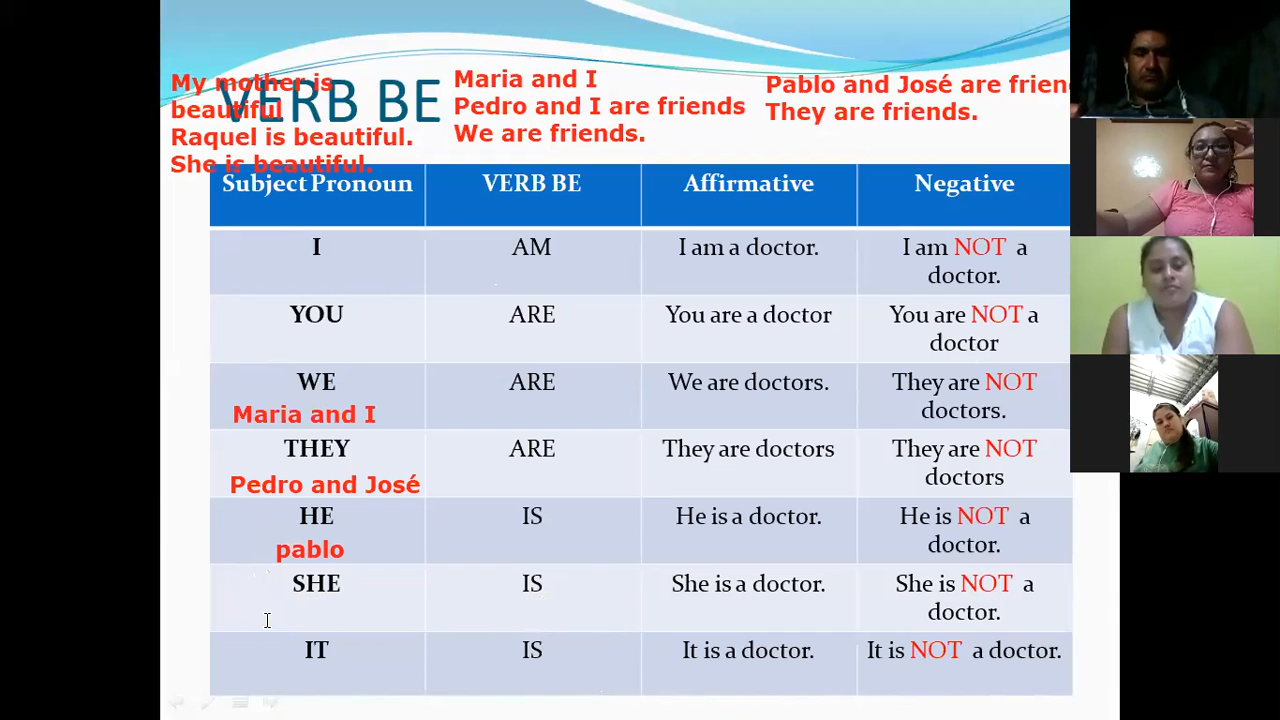 My mother is
beautiful
Raquel is beautiful.
She is beautiful.
VERB BE
Maria and I
Pedro and I are friends
We are friends.
Pablo and José are frien
They are friends.
Subject Pronoun VERB BE Affirmative Negative
I AM I am a doctor. I am NOT a
doctor.
YOU ARE You are a doctor You are NOT a
doctor
WE ARE We are doctors. They are NOT
doctors.
Maria and I
THEY ARE They are doctors They are NOT
doctors
Pedro and José
HE IS He is a doctor. He is NOT a
doctor.
pablo
SHE IS She is a doctor. She is NOT a
doctor.
IT IS It is a doctor. It is NOT a doctor.